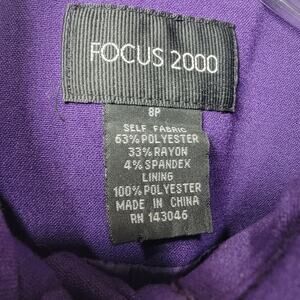 FOCUS 2000
8P
SELF FABRIC
63% POLYESTER
33% RAYON
4% SPANDEX
LINING
100% POLYESTER
MADE IN CHINA
RN 143046